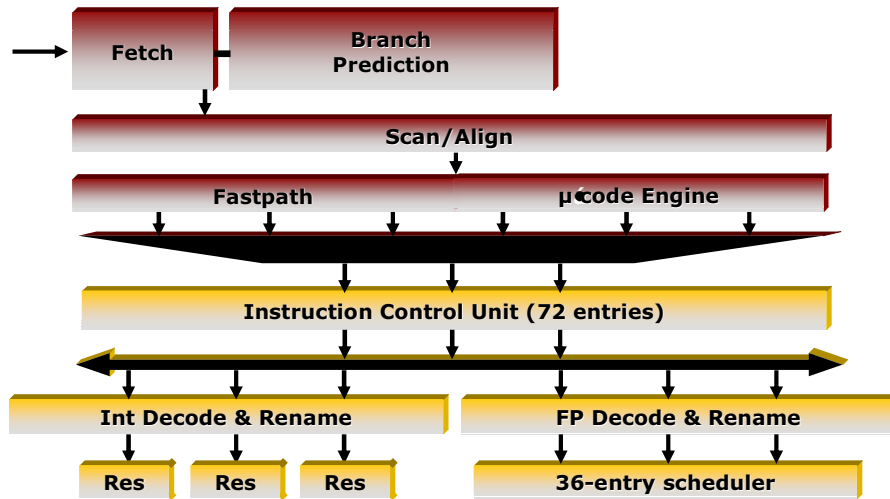 Fetch
Branch
Prediction
Scan/Align
Fastpath
µcode Engine
Instruction Control Unit (72 entries)
Int Decode & Rename
FP Decode & Rename
Res
Res
Res
36-entry scheduler